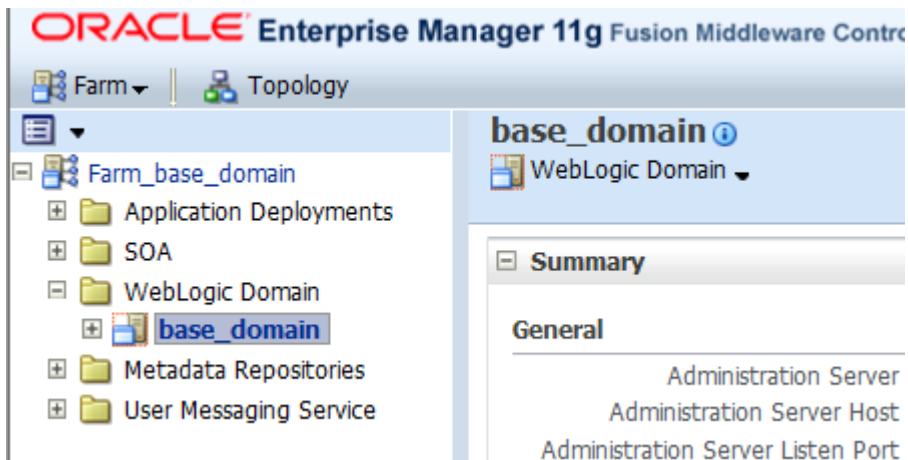 ORACLE Enterprise Manager 11g Fusion Middleware Contro
Farm Topology
Farm_base_domain
Application Deployments
SOA
WebLogic Domain
base_domain
Metadata Repositories
User Messaging Service
base_domain
WebLogic Domain
Summary
General
Administration Server
Administration Server Host
Administration Server Listen Port